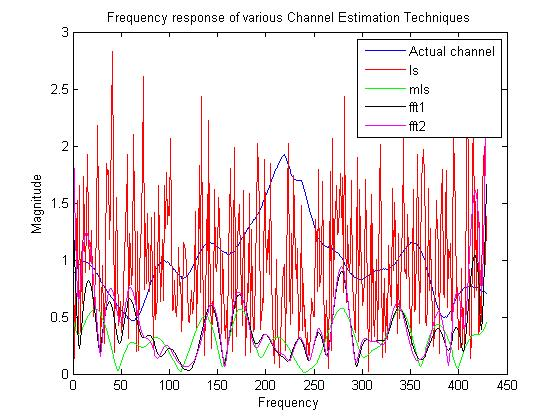 Frequency response of various Channel Estimation Techniques
3
2.5
2
1.5
1
0.5
0
Magnitude
Actual channel
ls
mls
fft1
fft2
0 50 100 150 200 250 300 350 400 450
Frequency